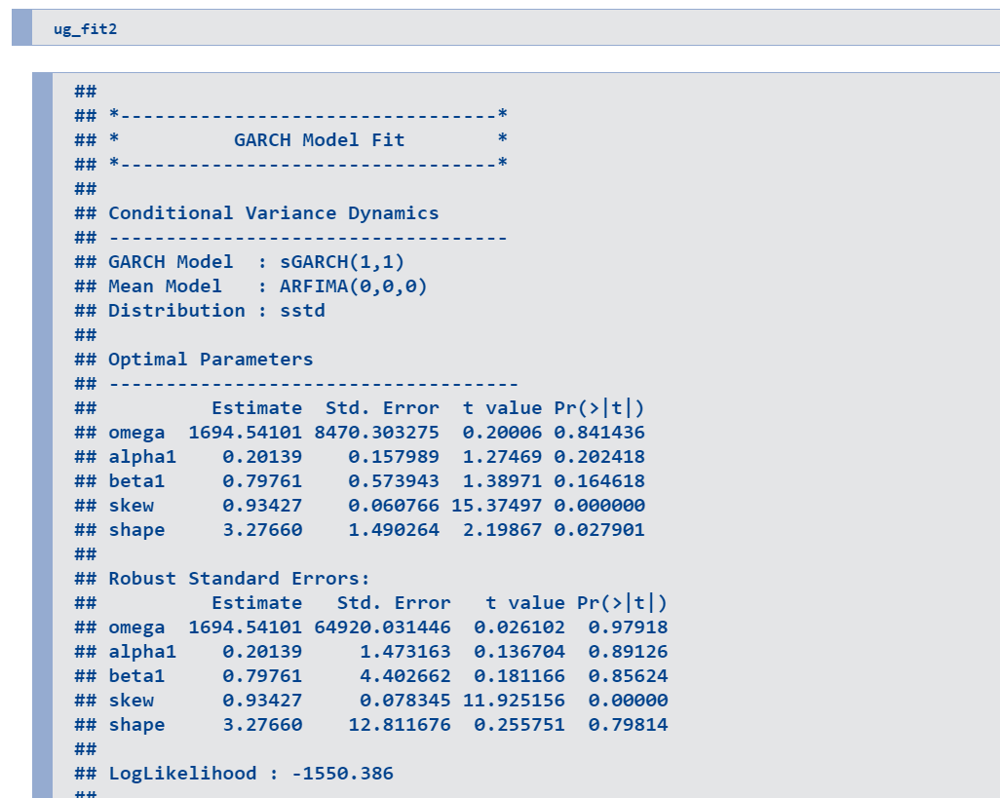 ug_fit2
##
## *---------------------------------*
## *          GARCH Model Fit        *
## *---------------------------------*
##
## Conditional Variance Dynamics
## -----------------------------------
## GARCH Model  : sGARCH(1,1)
## Mean Model   : ARFIMA(0,0,0)
## Distribution : sstd
##
## Optimal Parameters
## ------------------------------------
##          Estimate  Std. Error  t value Pr(>|t|)
## omega  1694.54101 8470.303275  0.20006 0.841436
## alpha1    0.20139    0.157989  1.27469 0.202418
## beta1     0.79761    0.573943  1.38971 0.164618
## skew      0.93427    0.060766 15.37497 0.000000
## shape     3.27660    1.490264  2.19867 0.027901
##
## Robust Standard Errors:
##          Estimate   Std. Error   t value Pr(>|t|)
## omega  1694.54101 64920.031446  0.026102  0.97918
## alpha1    0.20139     1.473163  0.136704  0.89126
## beta1     0.79761     4.402662  0.181166  0.85624
## skew      0.93427     0.078345 11.925156  0.00000
## shape     3.27660    12.811676  0.255751  0.79814
##
## LogLikelihood : -1550.386
##